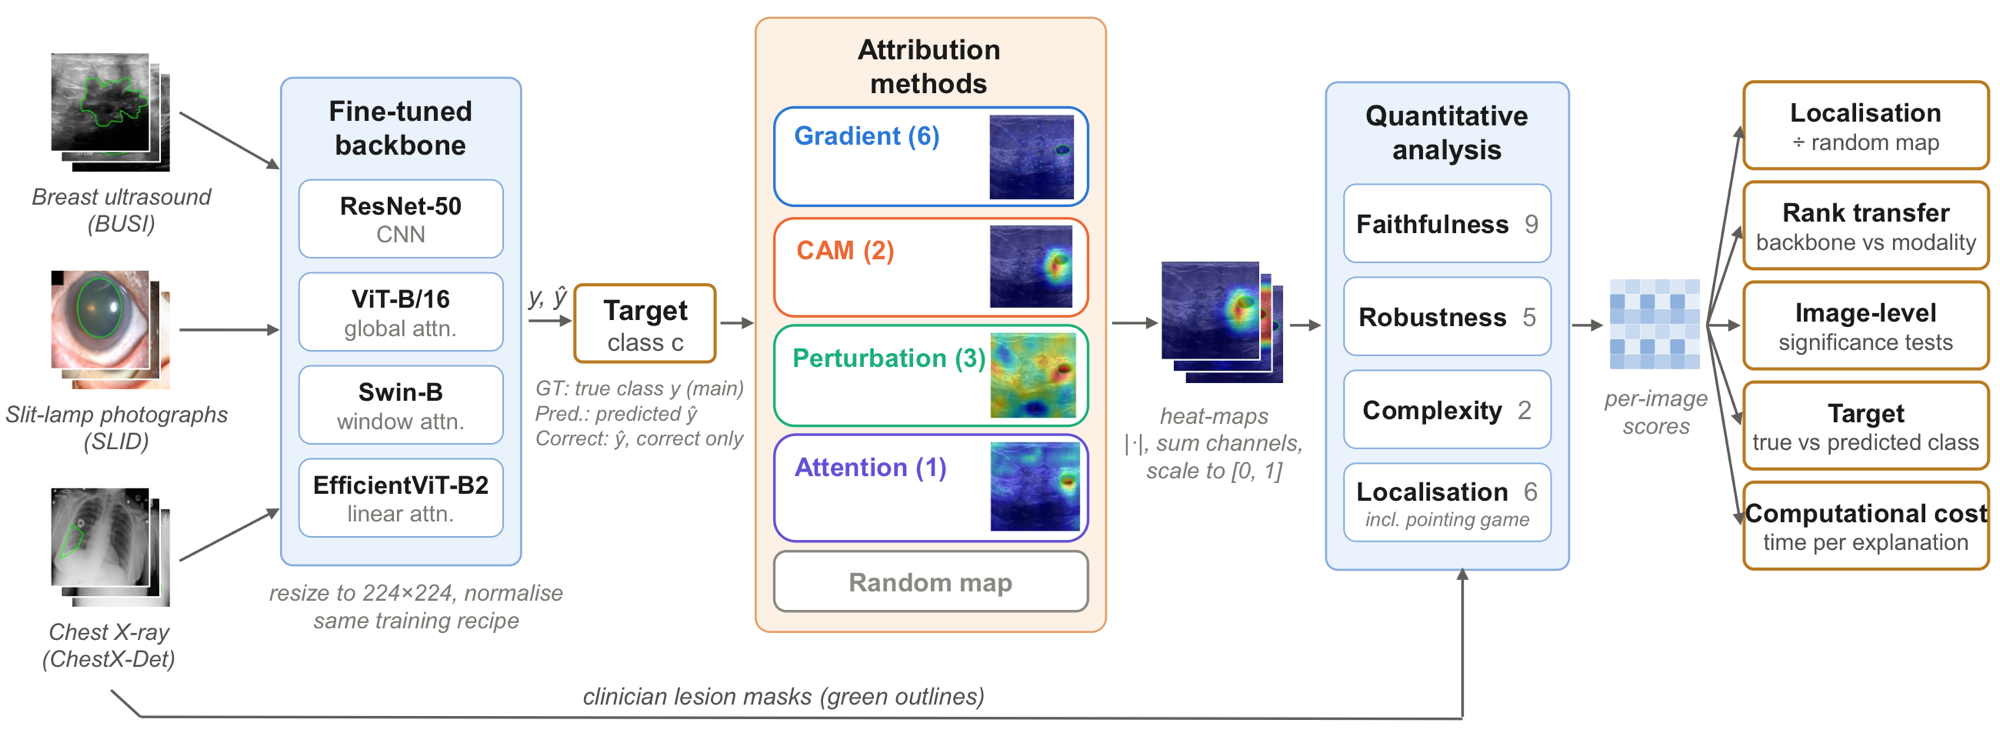 Breast ultrasound
(BUSI)
Slit-lamp photographs
(SLID)
Chest X-ray
(ChestX-Det)
Fine-tuned
backbone
ResNet-50
CNN
ViT-B/16
global attn.
Swin-B
window attn.
EfficientViT-B2
linear attn.
resize to 224×224, normalise
same training recipe
y, ŷ
Target
class c
GT: true class y (main)
Pred.: predicted ŷ
Correct: ŷ, correct only
Attribution
methods
Gradient (6)
CAM (2)
Perturbation (3)
Attention (1)
Random map
heat-maps
|·|, sum channels,
scale to [0, 1]
Quantitative
analysis
Faithfulness 9
Robustness 5
Complexity 2
Localisation 6
incl. pointing game
per-image
scores
Localisation
÷ random map
Rank transfer
backbone vs modality
Image-level
significance tests
Target
true vs predicted class
Computational cost
time per explanation
clinician lesion masks (green outlines)